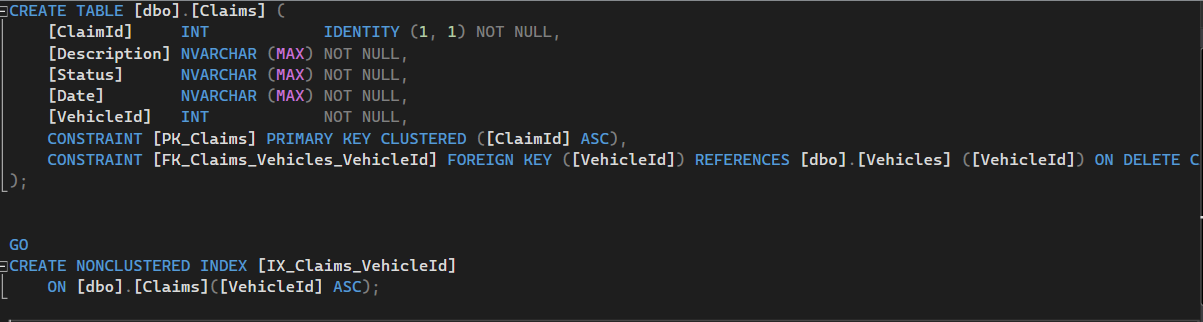 CREATE TABLE [dbo].[Claims] (
    [ClaimId]     INT            IDENTITY (1, 1) NOT NULL,
    [Description] NVARCHAR (MAX) NOT NULL,
    [Status]      NVARCHAR (MAX) NOT NULL,
    [Date]        NVARCHAR (MAX) NOT NULL,
    [VehicleId]   INT            NOT NULL,
    CONSTRAINT [PK_Claims] PRIMARY KEY CLUSTERED ([ClaimId] ASC),
    CONSTRAINT [FK_Claims_Vehicles_VehicleId] FOREIGN KEY ([VehicleId]) REFERENCES [dbo].[Vehicles] ([VehicleId]) ON DELETE C
);
GO
CREATE NONCLUSTERED INDEX [IX_Claims_VehicleId]
    ON [dbo].[Claims]([VehicleId] ASC);